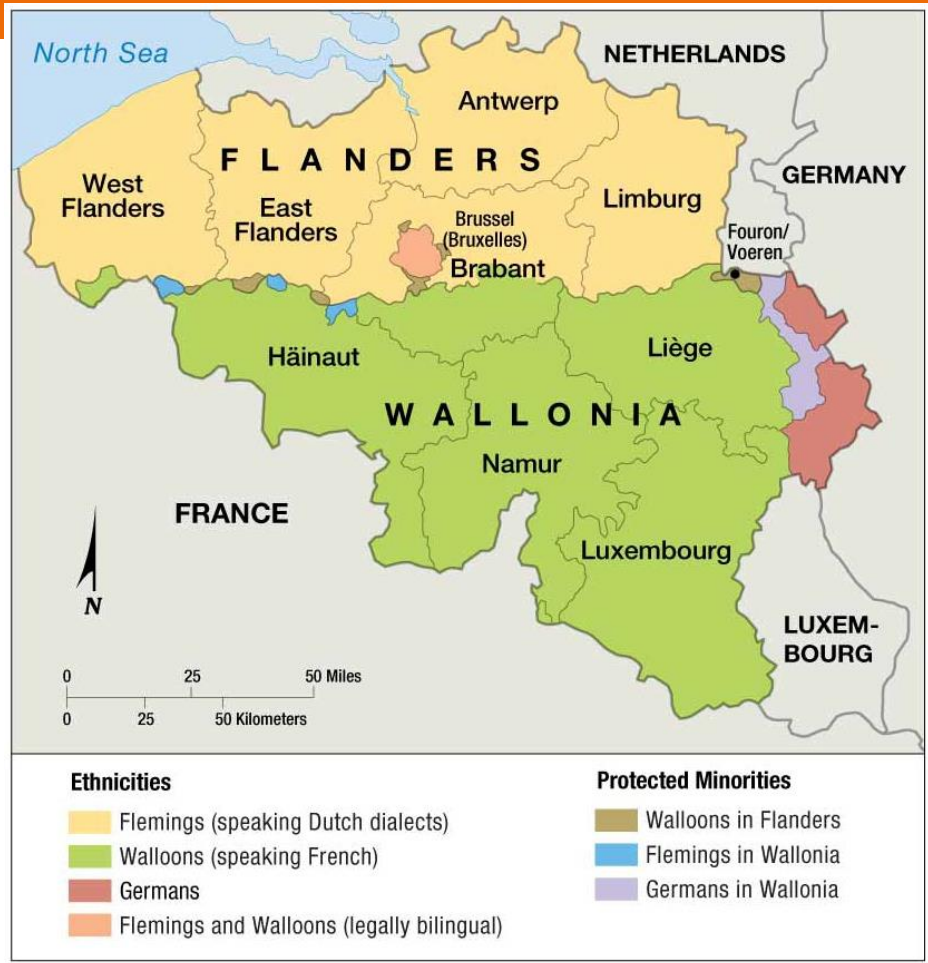 North Sea
NETHERLANDS
Antwerp
FLANDERS
GERMANY
West
Flanders
East
Flanders
Limburg
Brussel
(Bruxelles)
Brabant
Fouron/
Voeren
Häinaut
Liège
WALLONIA
Namur
FRANCE
Luxembourg
N
LUXEM-
BOURG
0 25 50 Miles
0 25 50 Kilometers
Ethnicities
Flemings (speaking Dutch dialects)
Walloons (speaking French)
Germans
Flemings and Walloons (legally bilingual)
Protected Minorities
Walloons in Flanders
Flemings in Wallonia
Germans in Wallonia